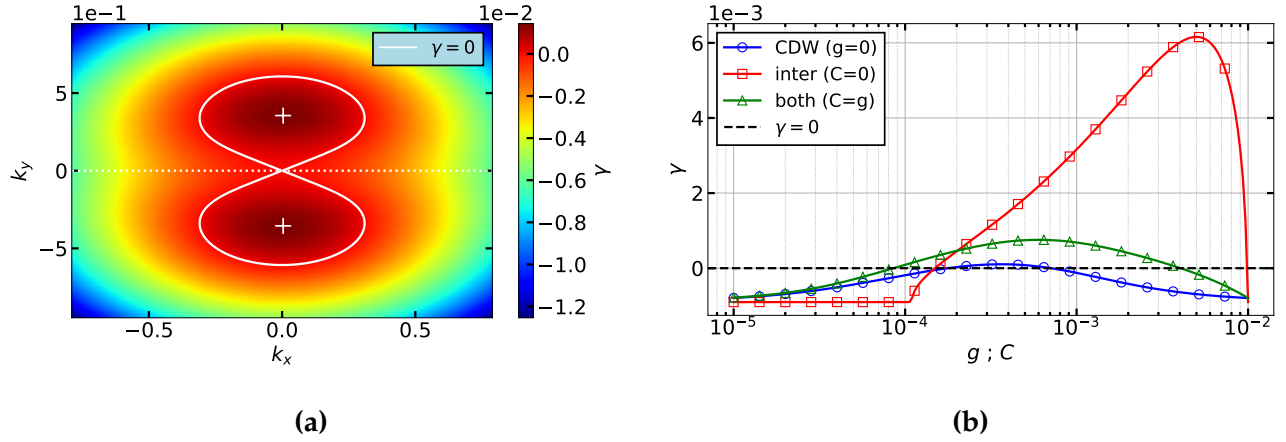 1e−1
1e−2
γ = 0
5
0
−5
k_y
−0.5
0.0
0.5
k_x
0.0
−0.2
−0.4
−0.6
−0.8
−1.0
−1.2
γ
(a)
1e−3
CDW (g=0)
inter (C=0)
both (C=g)
γ = 0
6
4
2
0
γ
10^−5
10^−4
10^−3
10^−2
g ; C
(b)